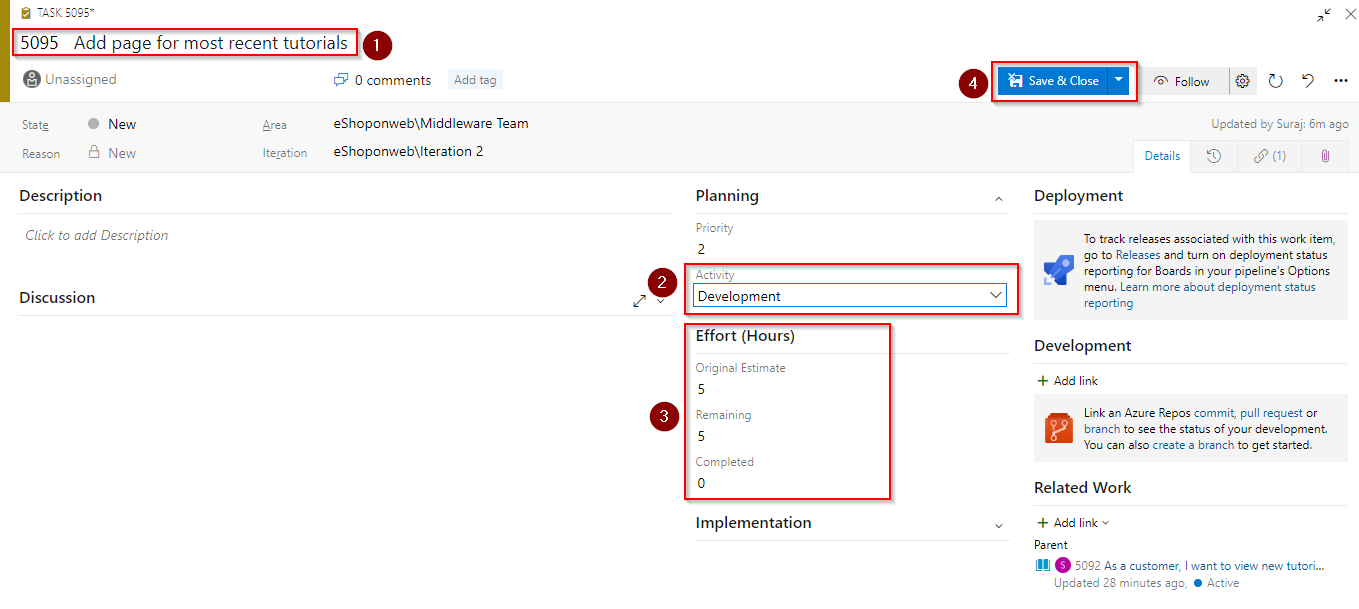 TASK 5095*
5095 Add page for most recent tutorials
1
Unassigned
0 comments
Add tag
4
Save & Close
Follow
State
New
Area
eShoponweb\Middleware Team
Updated by Suraj: 6m ago
Reason
New
Iteration
eShoponweb\Iteration 2
Details
(1)
Description
Click to add Description
Discussion
Planning
Priority
2
2
Activity
Development
3
Effort (Hours)
Original Estimate
5
Remaining
5
Completed
0
Implementation
Deployment
To track releases associated with this work item,
go to Releases and turn on deployment status
reporting for Boards in your pipeline's Options
menu. Learn more about deployment status
reporting
Development
Add link
Link an Azure Repos commit, pull request or
branch to see the status of your development.
You can also create a branch to get started.
Related Work
Add link
Parent
S
5092 As a customer, I want to view new tutori...
Updated 28 minutes ago, Active